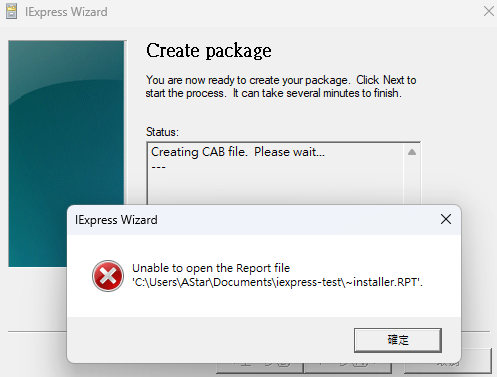 IExpress Wizard
Create package
You are now ready to create your package. Click Next to
start the process. It can take several minutes to finish.
Status:
Creating CAB file. Please wait...
---
IExpress Wizard
Unable to open the Report file
'C:\Users\AStar\Documents\iexpress-test\~installer.RPT'.
確定